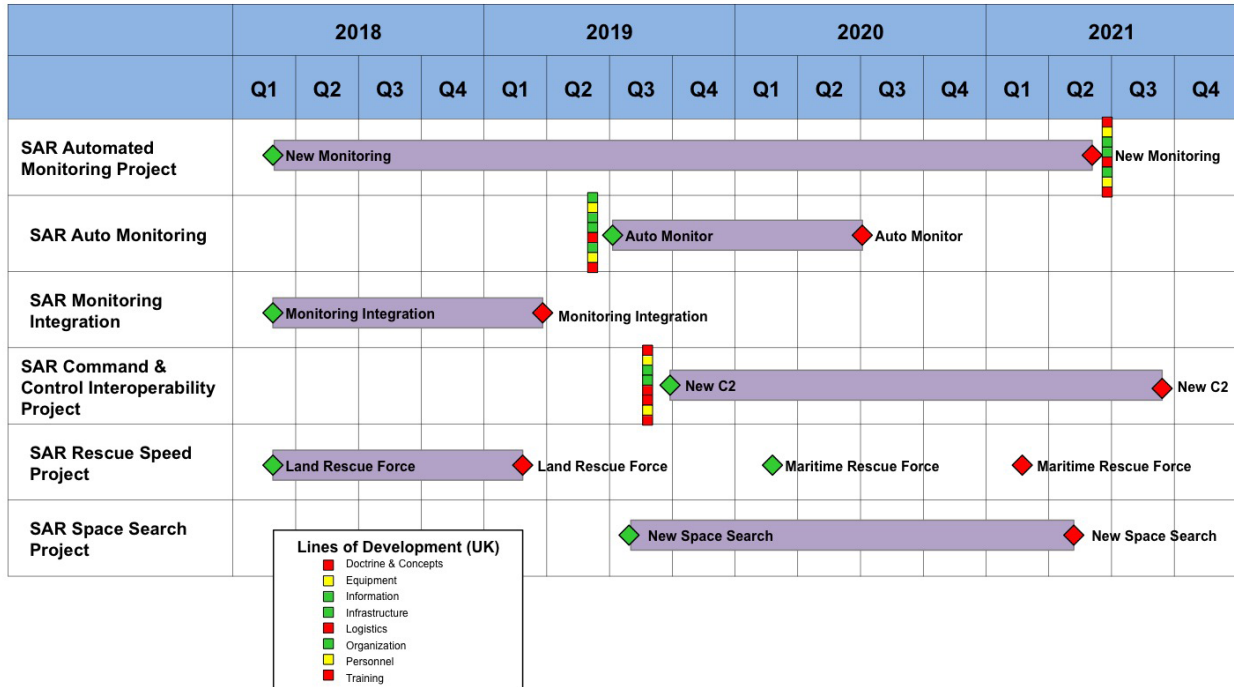 2018 2019 2020 2021
Q1 Q2 Q3 Q4 Q1 Q2 Q3 Q4 Q1 Q2 Q3 Q4 Q1 Q2 Q3 Q4
SAR Automated
Monitoring Project
New Monitoring New Monitoring
SAR Auto Monitoring
Auto Monitor Auto Monitor
SAR Monitoring
Integration
Monitoring Integration Monitoring Integration
SAR Command &
Control Interoperability
Project
New C2 New C2
SAR Rescue Speed
Project
Land Rescue Force Land Rescue Force Maritime Rescue Force Maritime Rescue Force
SAR Space Search
Project
New Space Search New Space Search
Lines of Development (UK)
Doctrine & Concepts
Equipment
Information
Infrastructure
Logistics
Organization
Personnel
Training